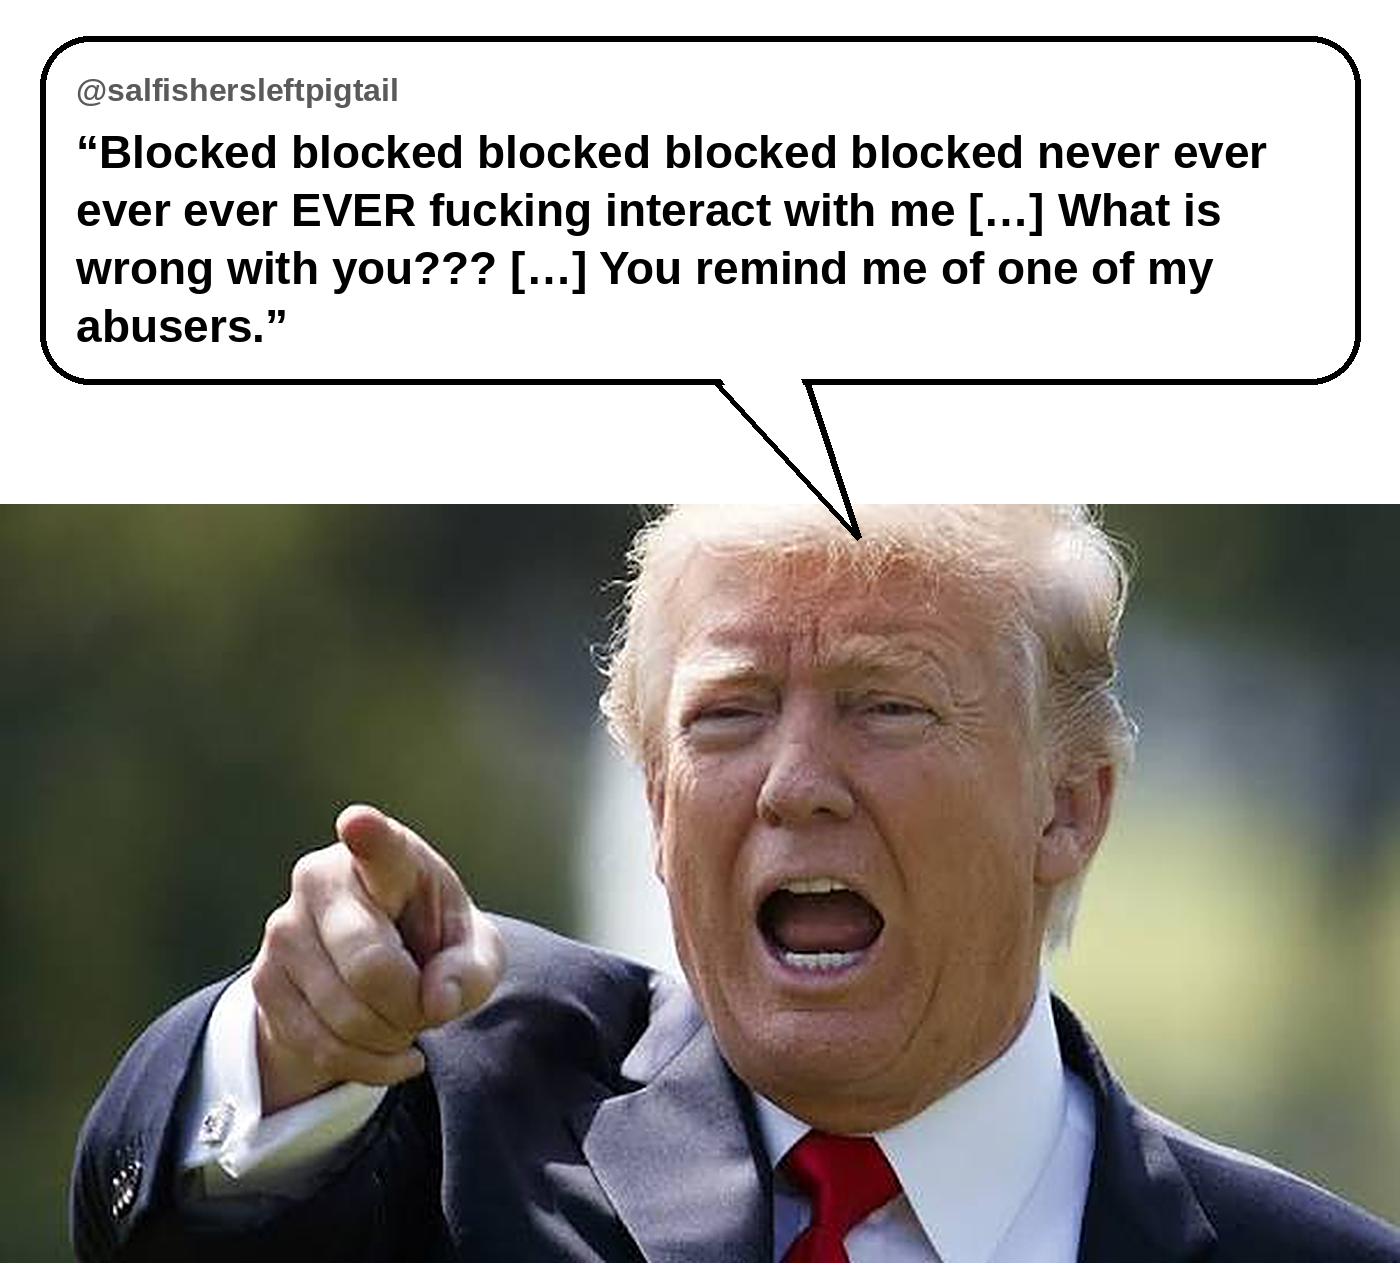 @salfishersleftpigtail
“Blocked blocked blocked blocked blocked never ever
ever ever EVER fucking interact with me […] What is
wrong with you??? […] You remind me of one of my
abusers.”